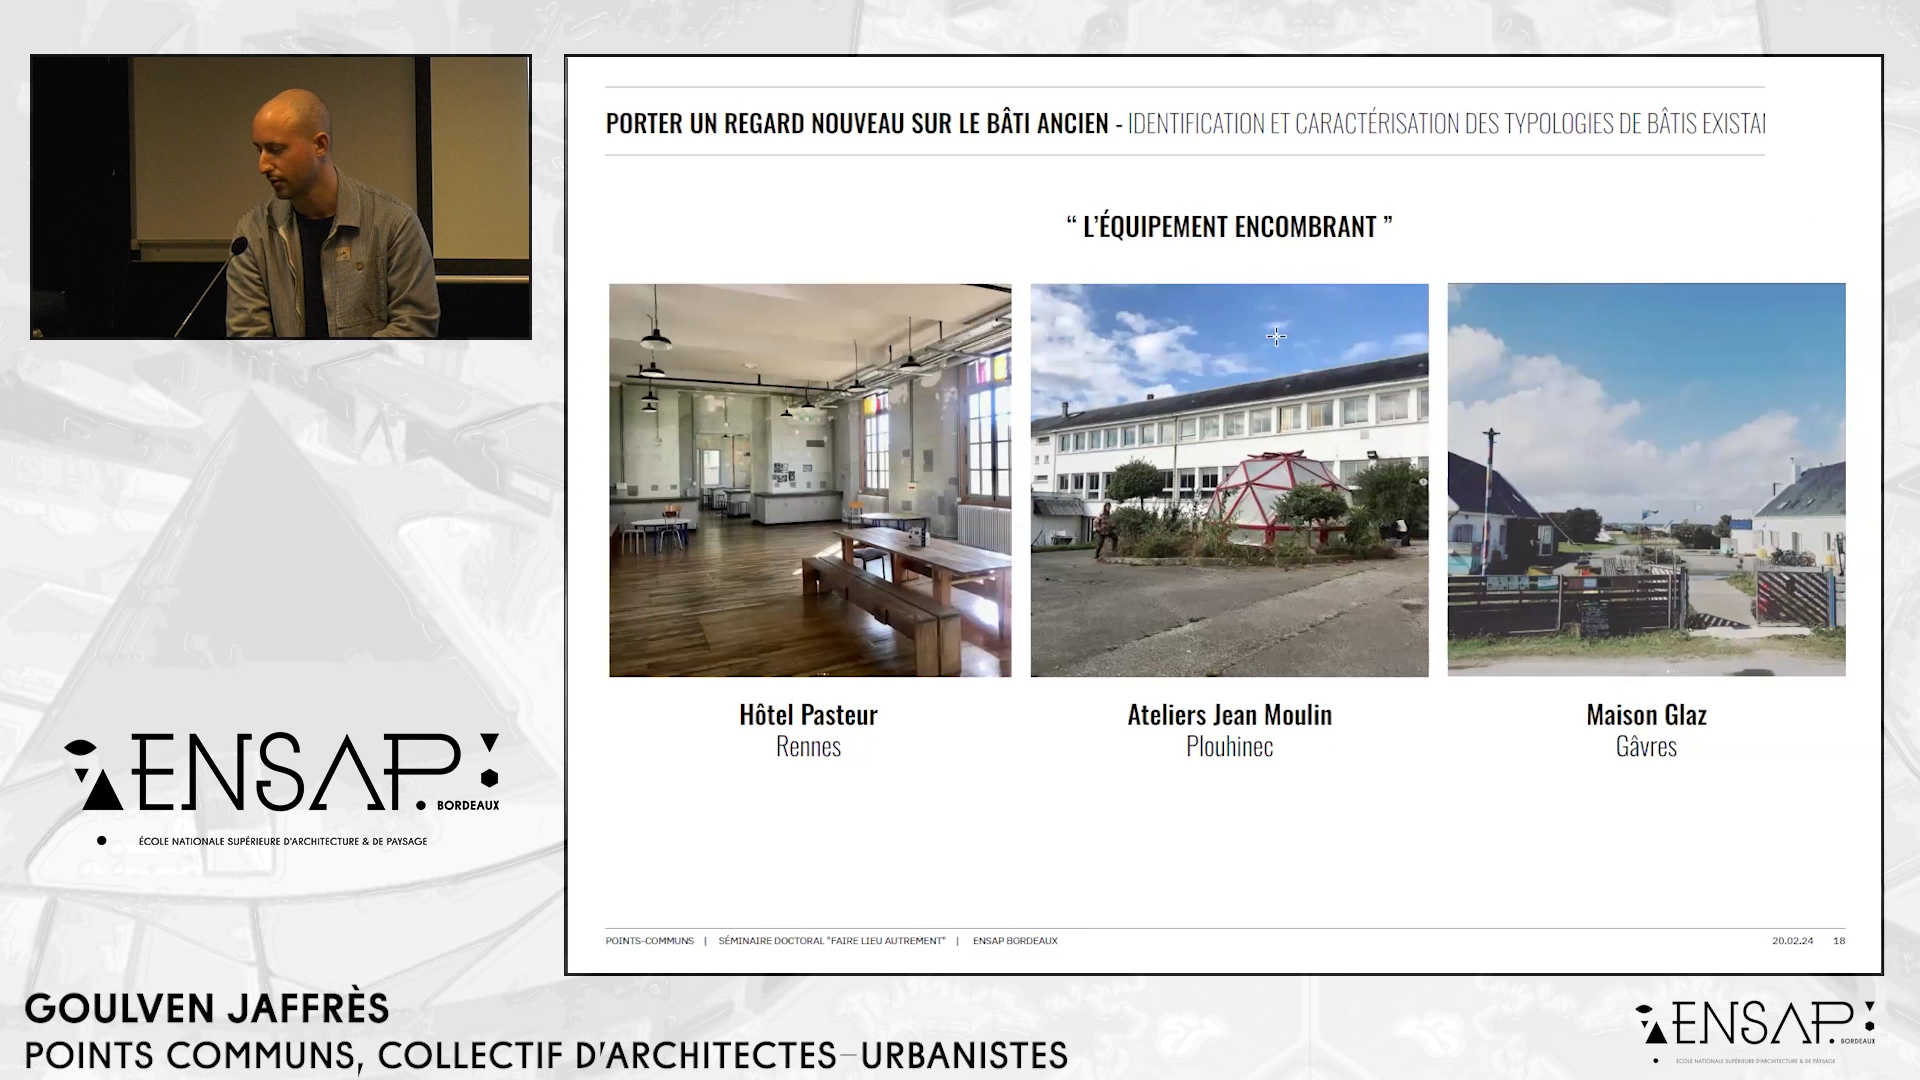 PORTER UN REGARD NOUVEAU SUR LE BÂTI ANCIEN - IDENTIFICATION ET CARACTÉRISATION DES TYPOLOGIES DE BÂTIS EXISTAN
“ L’ÉQUIPEMENT ENCOMBRANT ”
Hôtel Pasteur
Rennes
Ateliers Jean Moulin
Plouhinec
Maison Glaz
Gâvres
POINTS-COMMUNS | SÉMINAIRE DOCTORAL "FAIRE LIEU AUTREMENT" | ENSAP BORDEAUX
20.02.24 18
ENSAP
BORDEAUX
ÉCOLE NATIONALE SUPÉRIEURE D'ARCHITECTURE & DE PAYSAGE
GOULVEN JAFFRÈS
POINTS COMMUNS, COLLECTIF D'ARCHITECTES-URBANISTES
ENSAP
BORDEAUX
ÉCOLE NATIONALE SUPÉRIEURE D'ARCHITECTURE & DE PAYSAGE